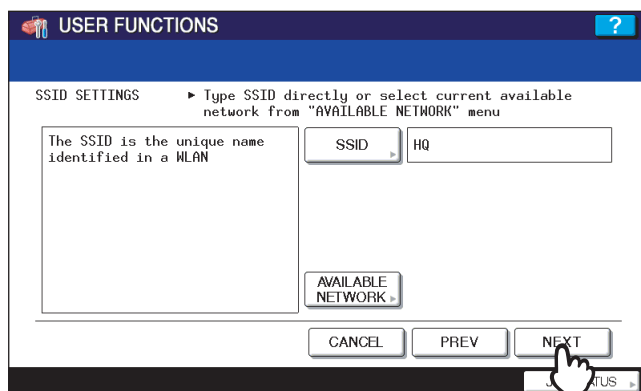 USER FUNCTIONS
?
SSID SETTINGS
► Type SSID directly or select current available
network from "AVAILABLE NETWORK" menu
The SSID is the unique name
identified in a WLAN
SSID
HQ
AVAILABLE
NETWORK
CANCEL
PREV
NEXT